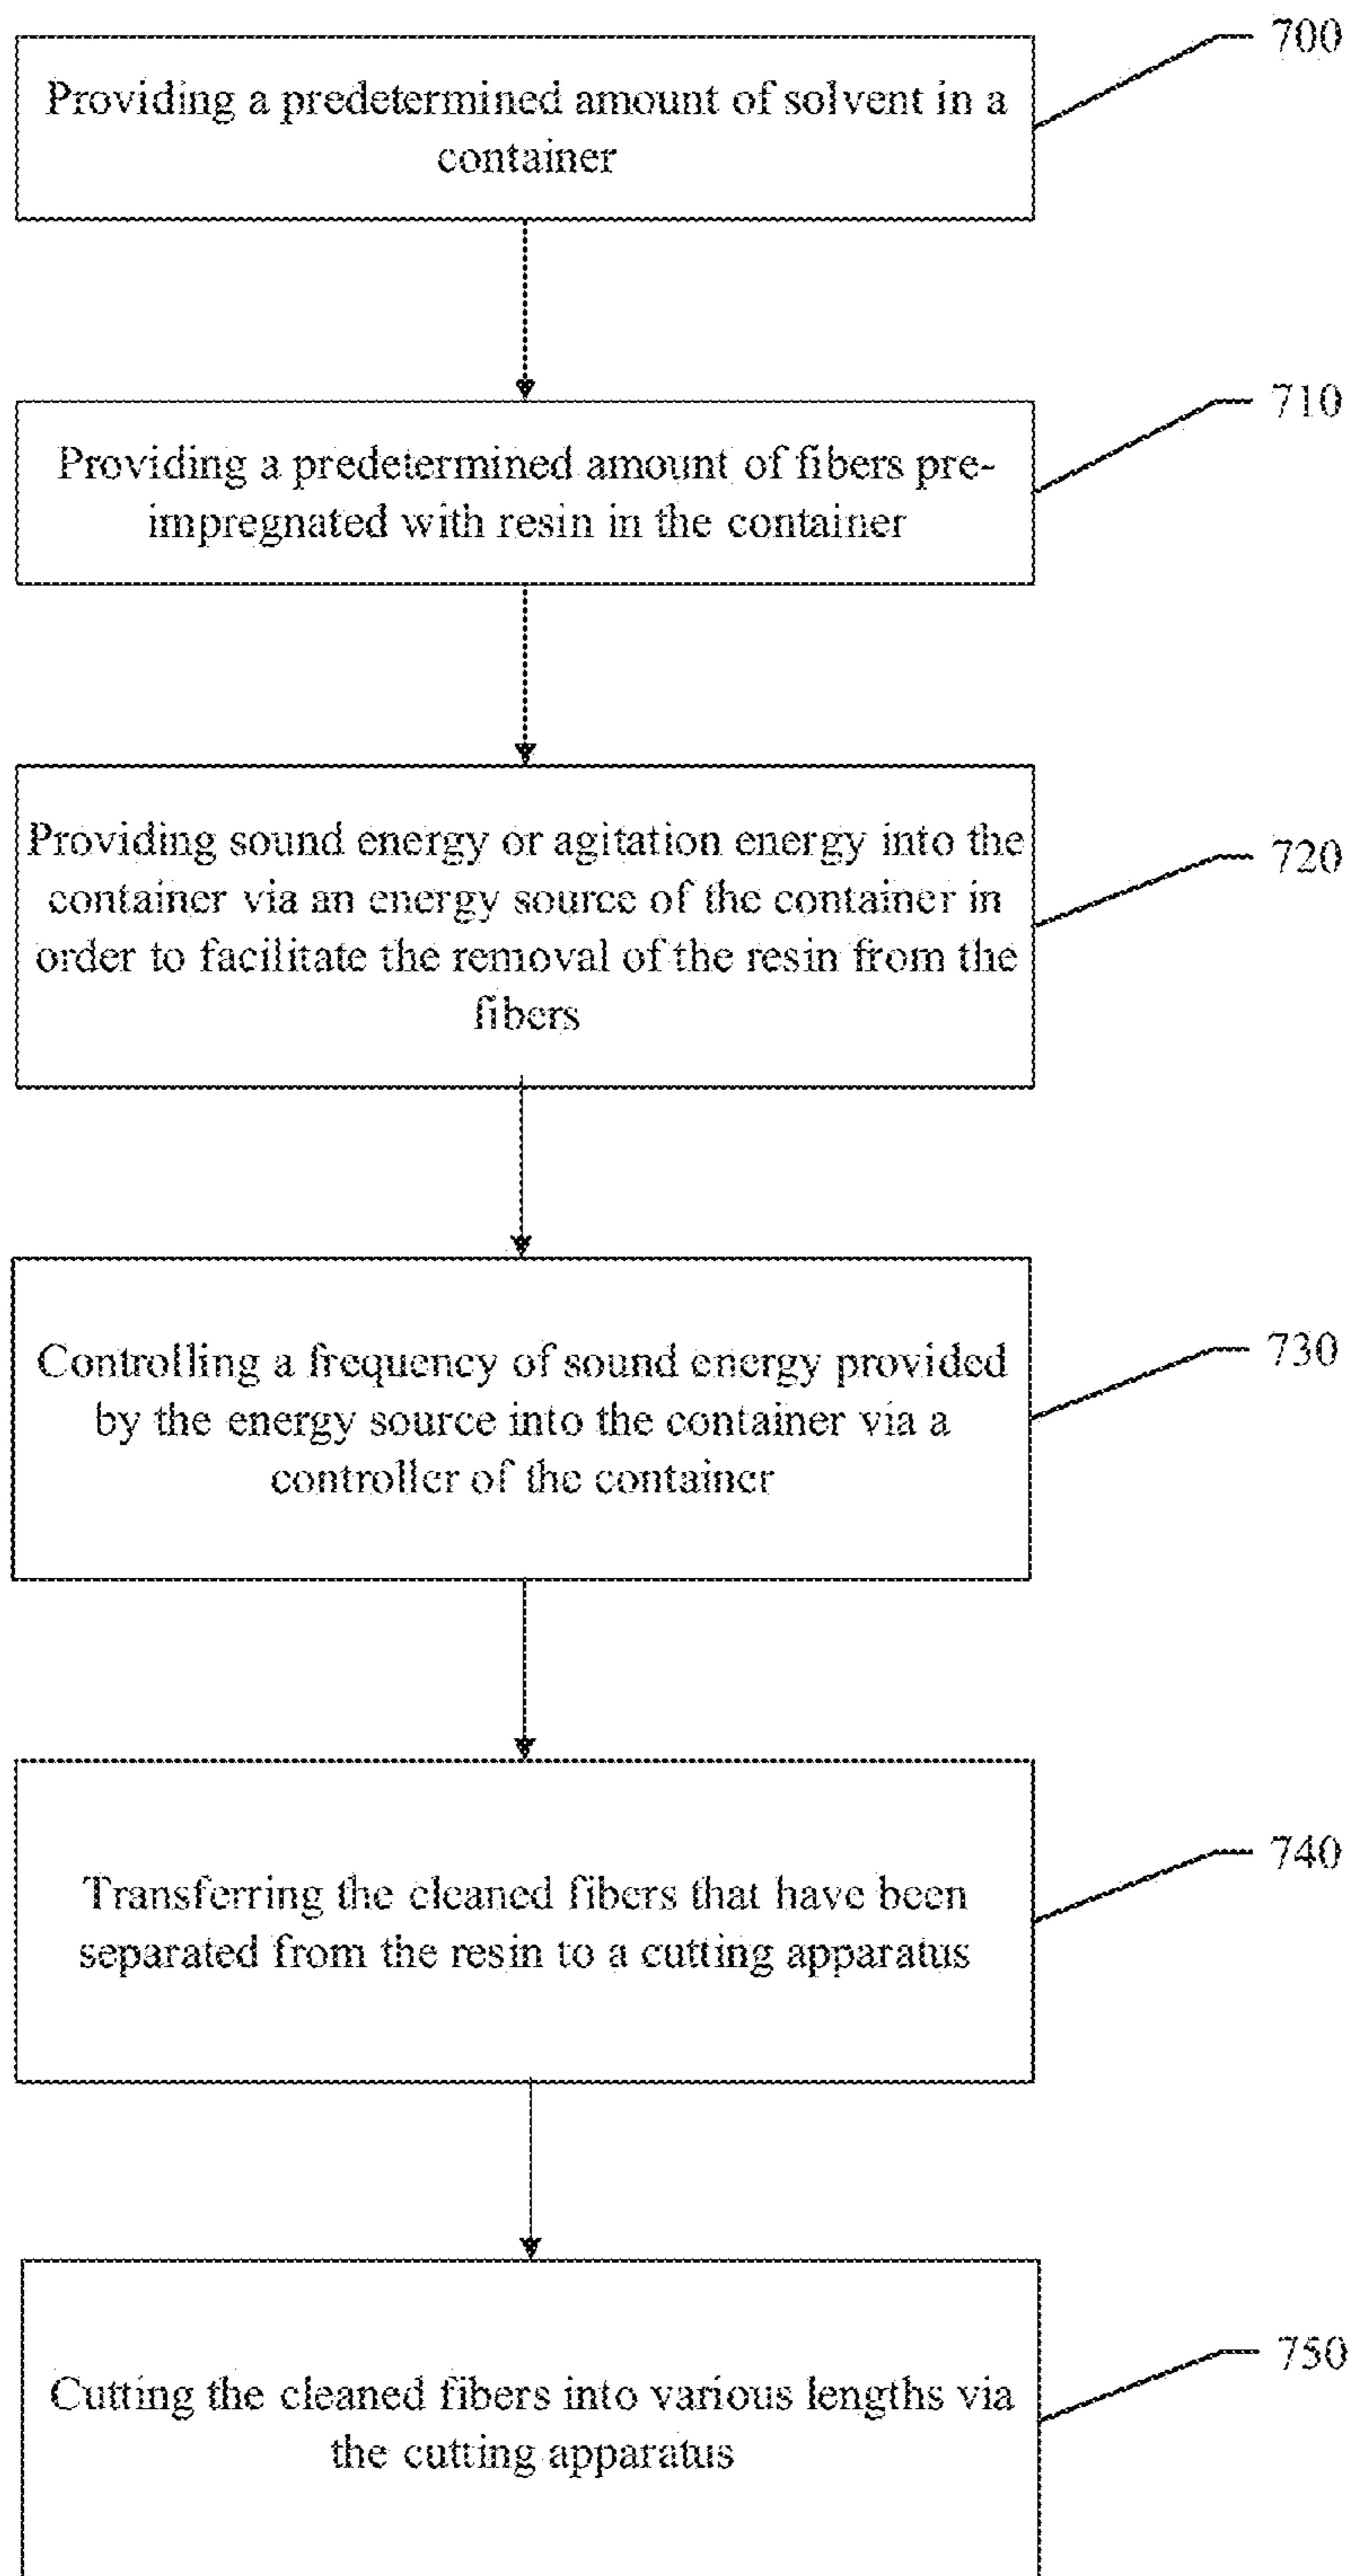 700
Providing a predetermined amount of solvent in a
container
710
Providing a predetermined amount of fibers pre-
impregnated with resin in the container
720
Providing sound energy or agitation energy into the
container via an energy source of the container in
order to facilitate the removal of the resin from the
fibers
730
Controlling a frequency of sound energy provided
by the energy source into the container via a
controller of the container
740
Transferring the cleaned fibers that have been
separated from the resin to a cutting apparatus
750
Cutting the cleaned fibers into various lengths via
the cutting apparatus